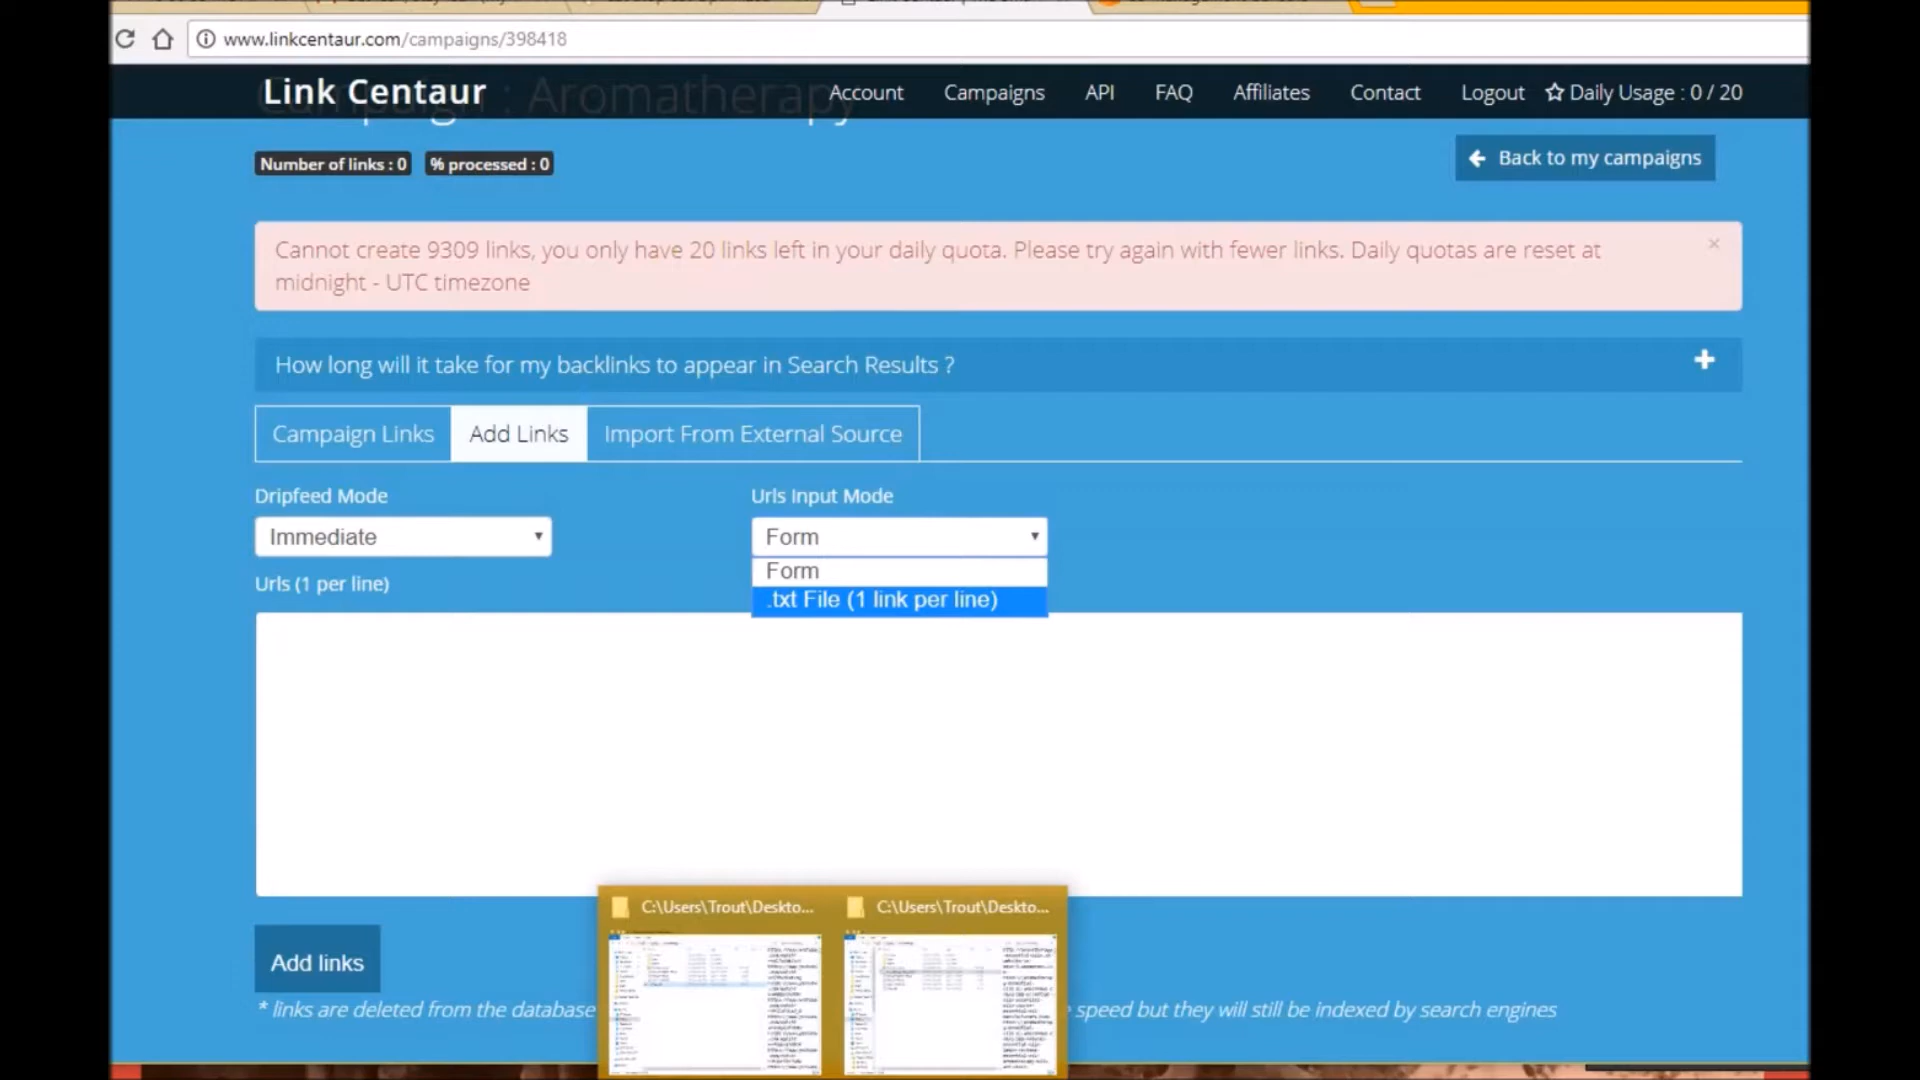 www.linkcentaur.com/campaigns/398418
Link Centaur
Campaign : Aromatherapy
Account
Campaigns
API
FAQ
Affiliates
Contact
Logout
Daily Usage : 0 / 20
Number of links : 0
% processed : 0
Back to my campaigns
Cannot create 9309 links, you only have 20 links left in your daily quota. Please try again with fewer links. Daily quotas are reset at
midnight - UTC timezone
×
How long will it take for my backlinks to appear in Search Results ?
Campaign Links
Add Links
Import From External Source
Dripfeed Mode
Urls Input Mode
Immediate
Form
Form
.txt File (1 link per line)
Urls (1 per line)
C:\Users\Trout\Deskto...
C:\Users\Trout\Deskto...
Add links
* links are deleted from the database
speed but they will still be indexed by search engines